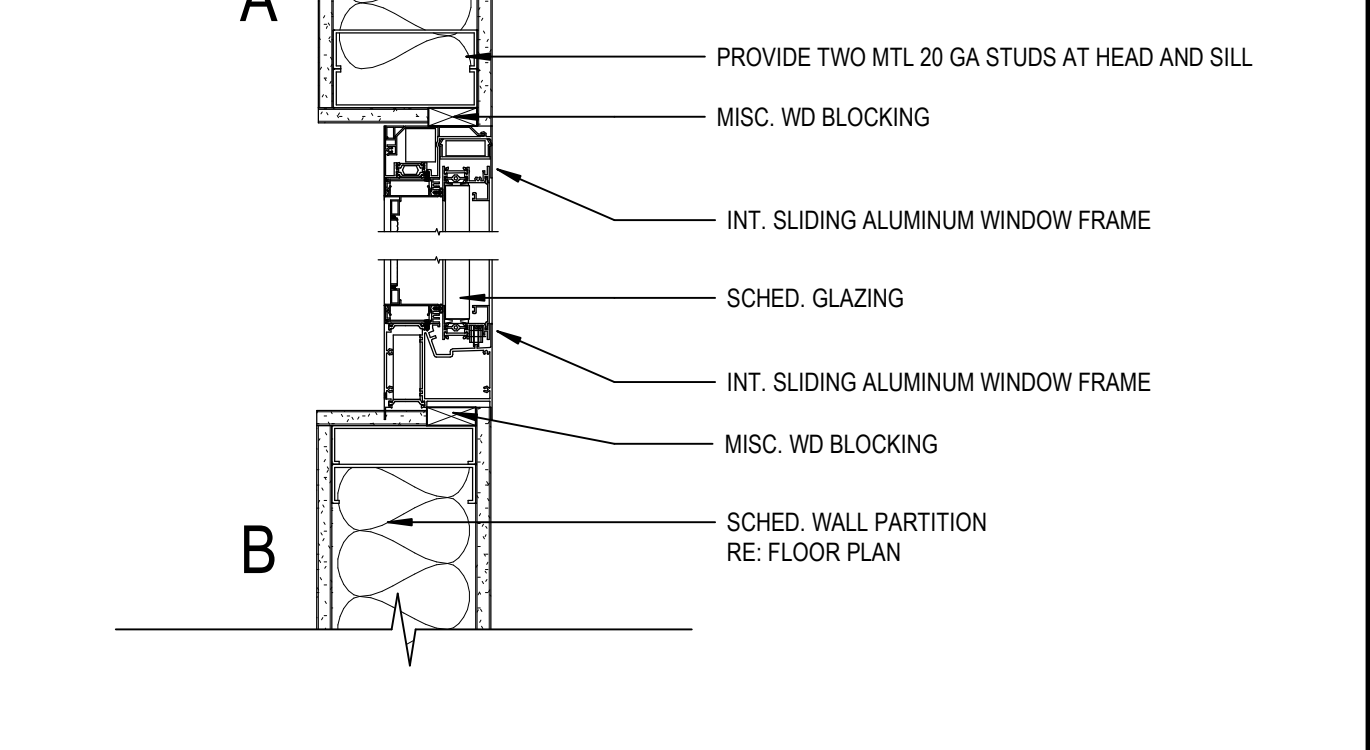 A
PROVIDE TWO MTL 20 GA STUDS AT HEAD AND SILL
MISC. WD BLOCKING
INT. SLIDING ALUMINUM WINDOW FRAME
SCHED. GLAZING
INT. SLIDING ALUMINUM WINDOW FRAME
MISC. WD BLOCKING
SCHED. WALL PARTITION
RE: FLOOR PLAN
B